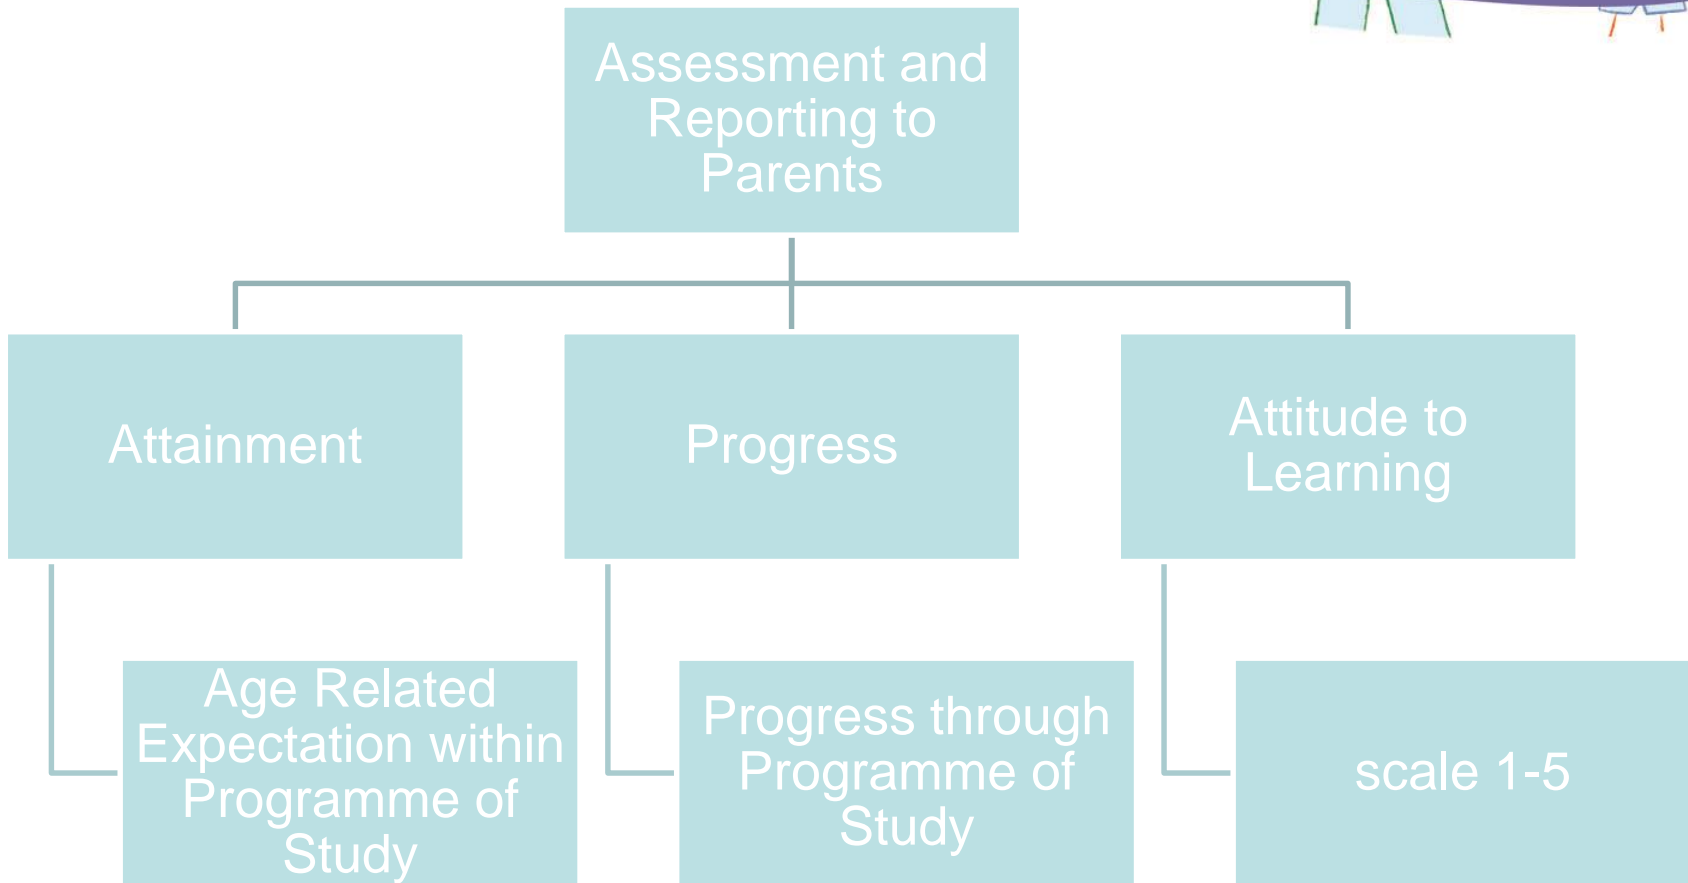 Assessment and
Reporting to
Parents
Attainment
Progress
Attitude to
Learning
Age Related
Expectation within
Programme of
Study
Progress through
Programme of
Study
scale 1-5